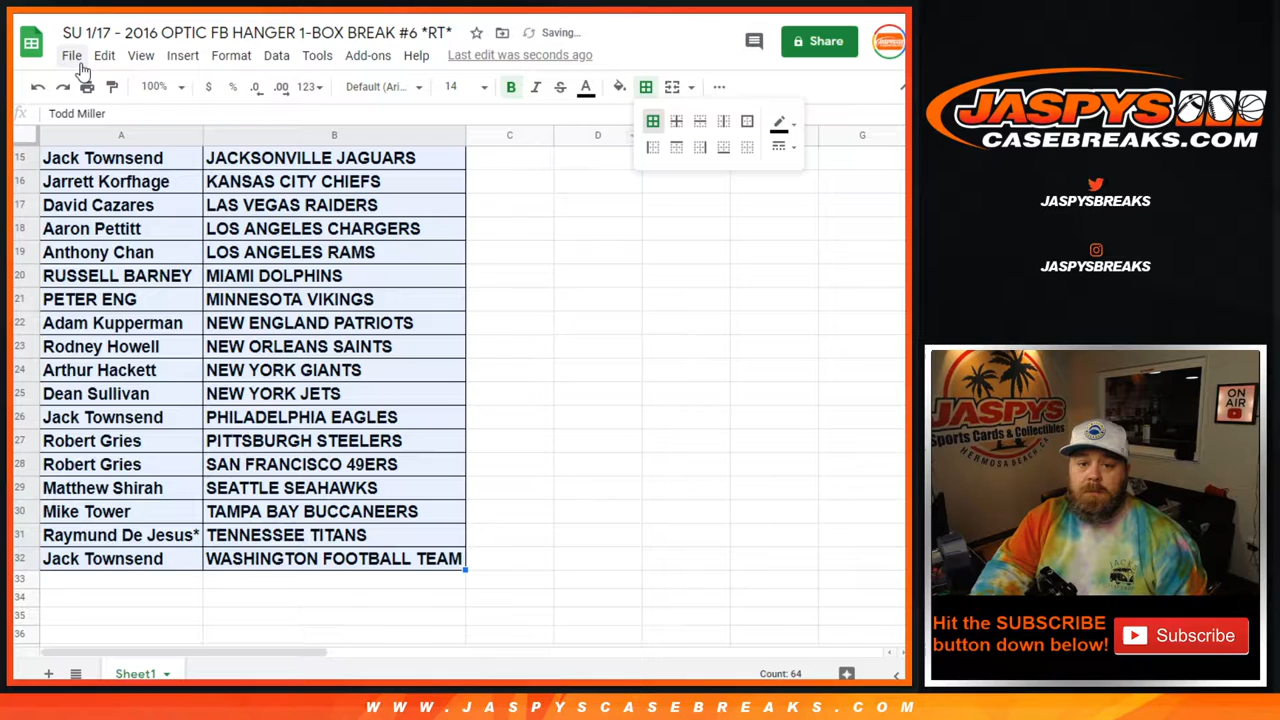 SU 1/17 - 2016 OPTIC FB HANGER 1-BOX BREAK #6 *RT* Saving...
File Edit View Insert Format Data Tools Add-ons Help Last edit was seconds ago
Share
100% $ % .0 .00 123 Default (Ari... 14 B I S A
fx Todd Miller
A B C D G
15 Jack Townsend JACKSONVILLE JAGUARS
16 Jarrett Korfhage KANSAS CITY CHIEFS
17 David Cazares LAS VEGAS RAIDERS
18 Aaron Pettitt LOS ANGELES CHARGERS
19 Anthony Chan LOS ANGELES RAMS
20 RUSSELL BARNEY MIAMI DOLPHINS
21 PETER ENG MINNESOTA VIKINGS
22 Adam Kupperman NEW ENGLAND PATRIOTS
23 Rodney Howell NEW ORLEANS SAINTS
24 Arthur Hackett NEW YORK GIANTS
25 Dean Sullivan NEW YORK JETS
26 Jack Townsend PHILADELPHIA EAGLES
27 Robert Gries PITTSBURGH STEELERS
28 Robert Gries SAN FRANCISCO 49ERS
29 Matthew Shirah SEATTLE SEAHAWKS
30 Mike Tower TAMPA BAY BUCCANEERS
31 Raymund De Jesus* TENNESSEE TITANS
32 Jack Townsend WASHINGTON FOOTBALL TEAM
33
34
35
36
Sheet1 Count: 64
JASPYS
CASEBREAKS.COM
JASPYSBREAKS
JASPYSBREAKS
JASPYS
Sports Cards & Collectibles
HERMOSA BEACH, CA
ON
AIR
Hit the SUBSCRIBE
button down below!
Subscribe
WWW.JASPYSCASEBREAKS.COM